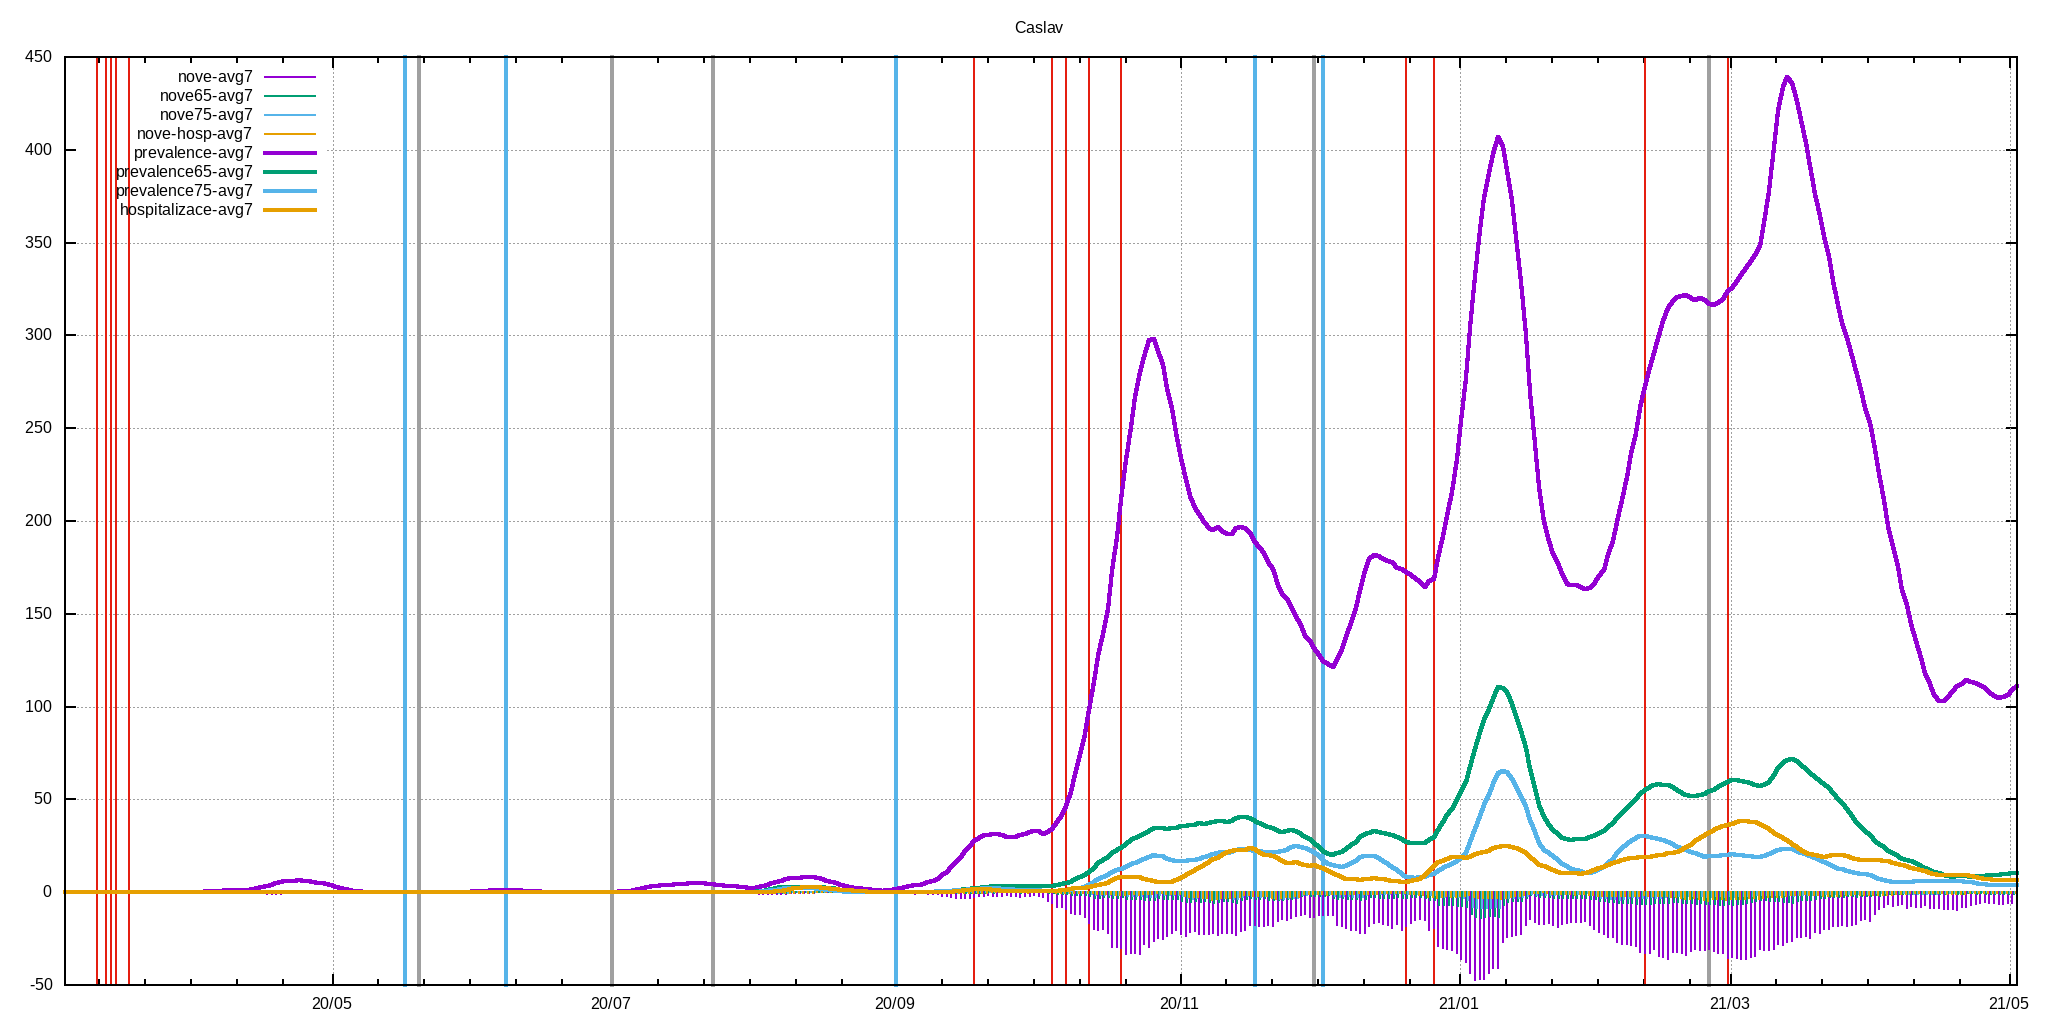 Caslav
450
400
350
300
250
200
150
100
50
0
-50
nove-avg7
nove65-avg7
nove75-avg7
nove-hosp-avg7
prevalence-avg7
prevalence65-avg7
prevalence75-avg7
hospitalizace-avg7
20/05 20/07 20/09 20/11 21/01 21/03 21/05